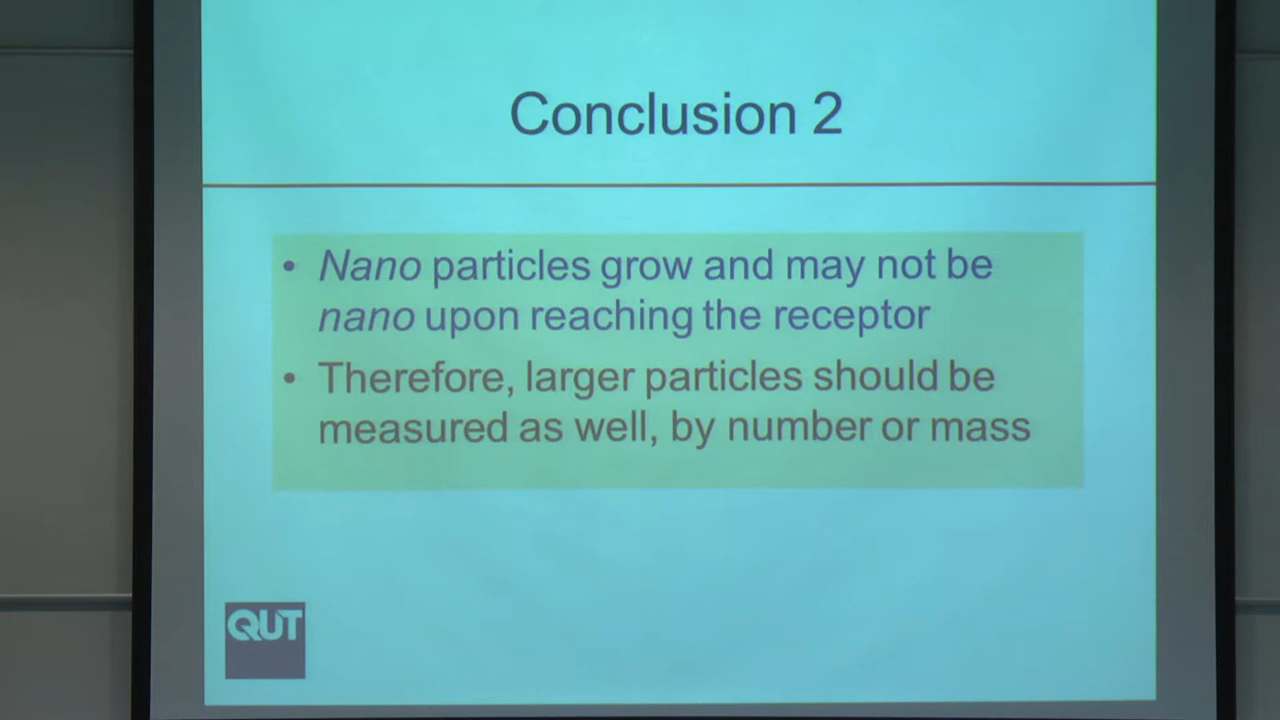 Conclusion 2
• Nano particles grow and may not be
nano upon reaching the receptor
• Therefore, larger particles should be
measured as well, by number or mass
QUT